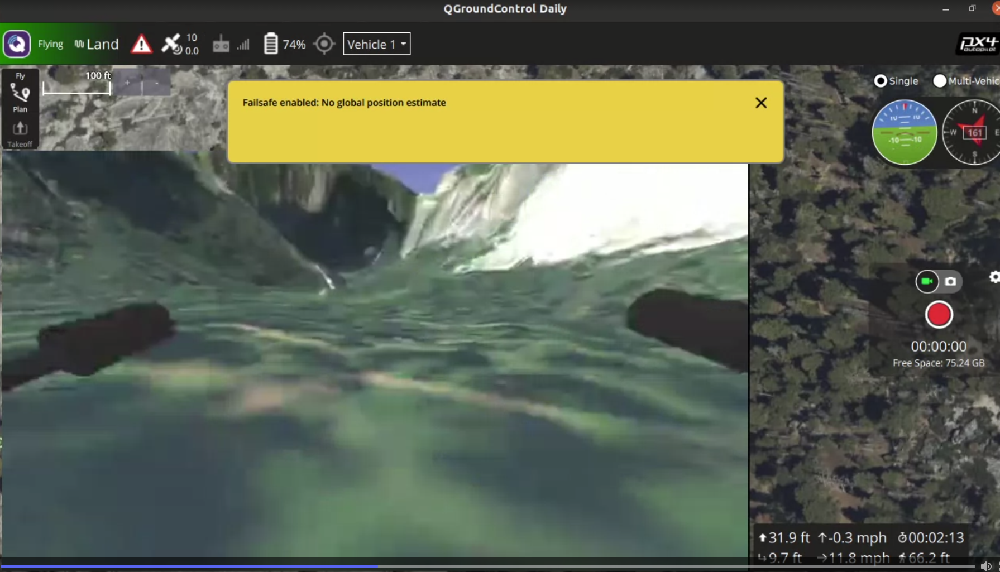 QGroundControl Daily
Flying Land 10 0.0 74% Vehicle 1
px4
autopilot
Fly
Plan
Takeoff
100 ft
+ -
Failsafe enabled: No global position estimate
Single Multi-Vehic
10 10
-10 -10
N
W 161 E
S
00:00:00
Free Space: 75.24 GB
31.9 ft -0.3 mph 00:02:13
9.7 ft 11.8 mph 66.2 ft